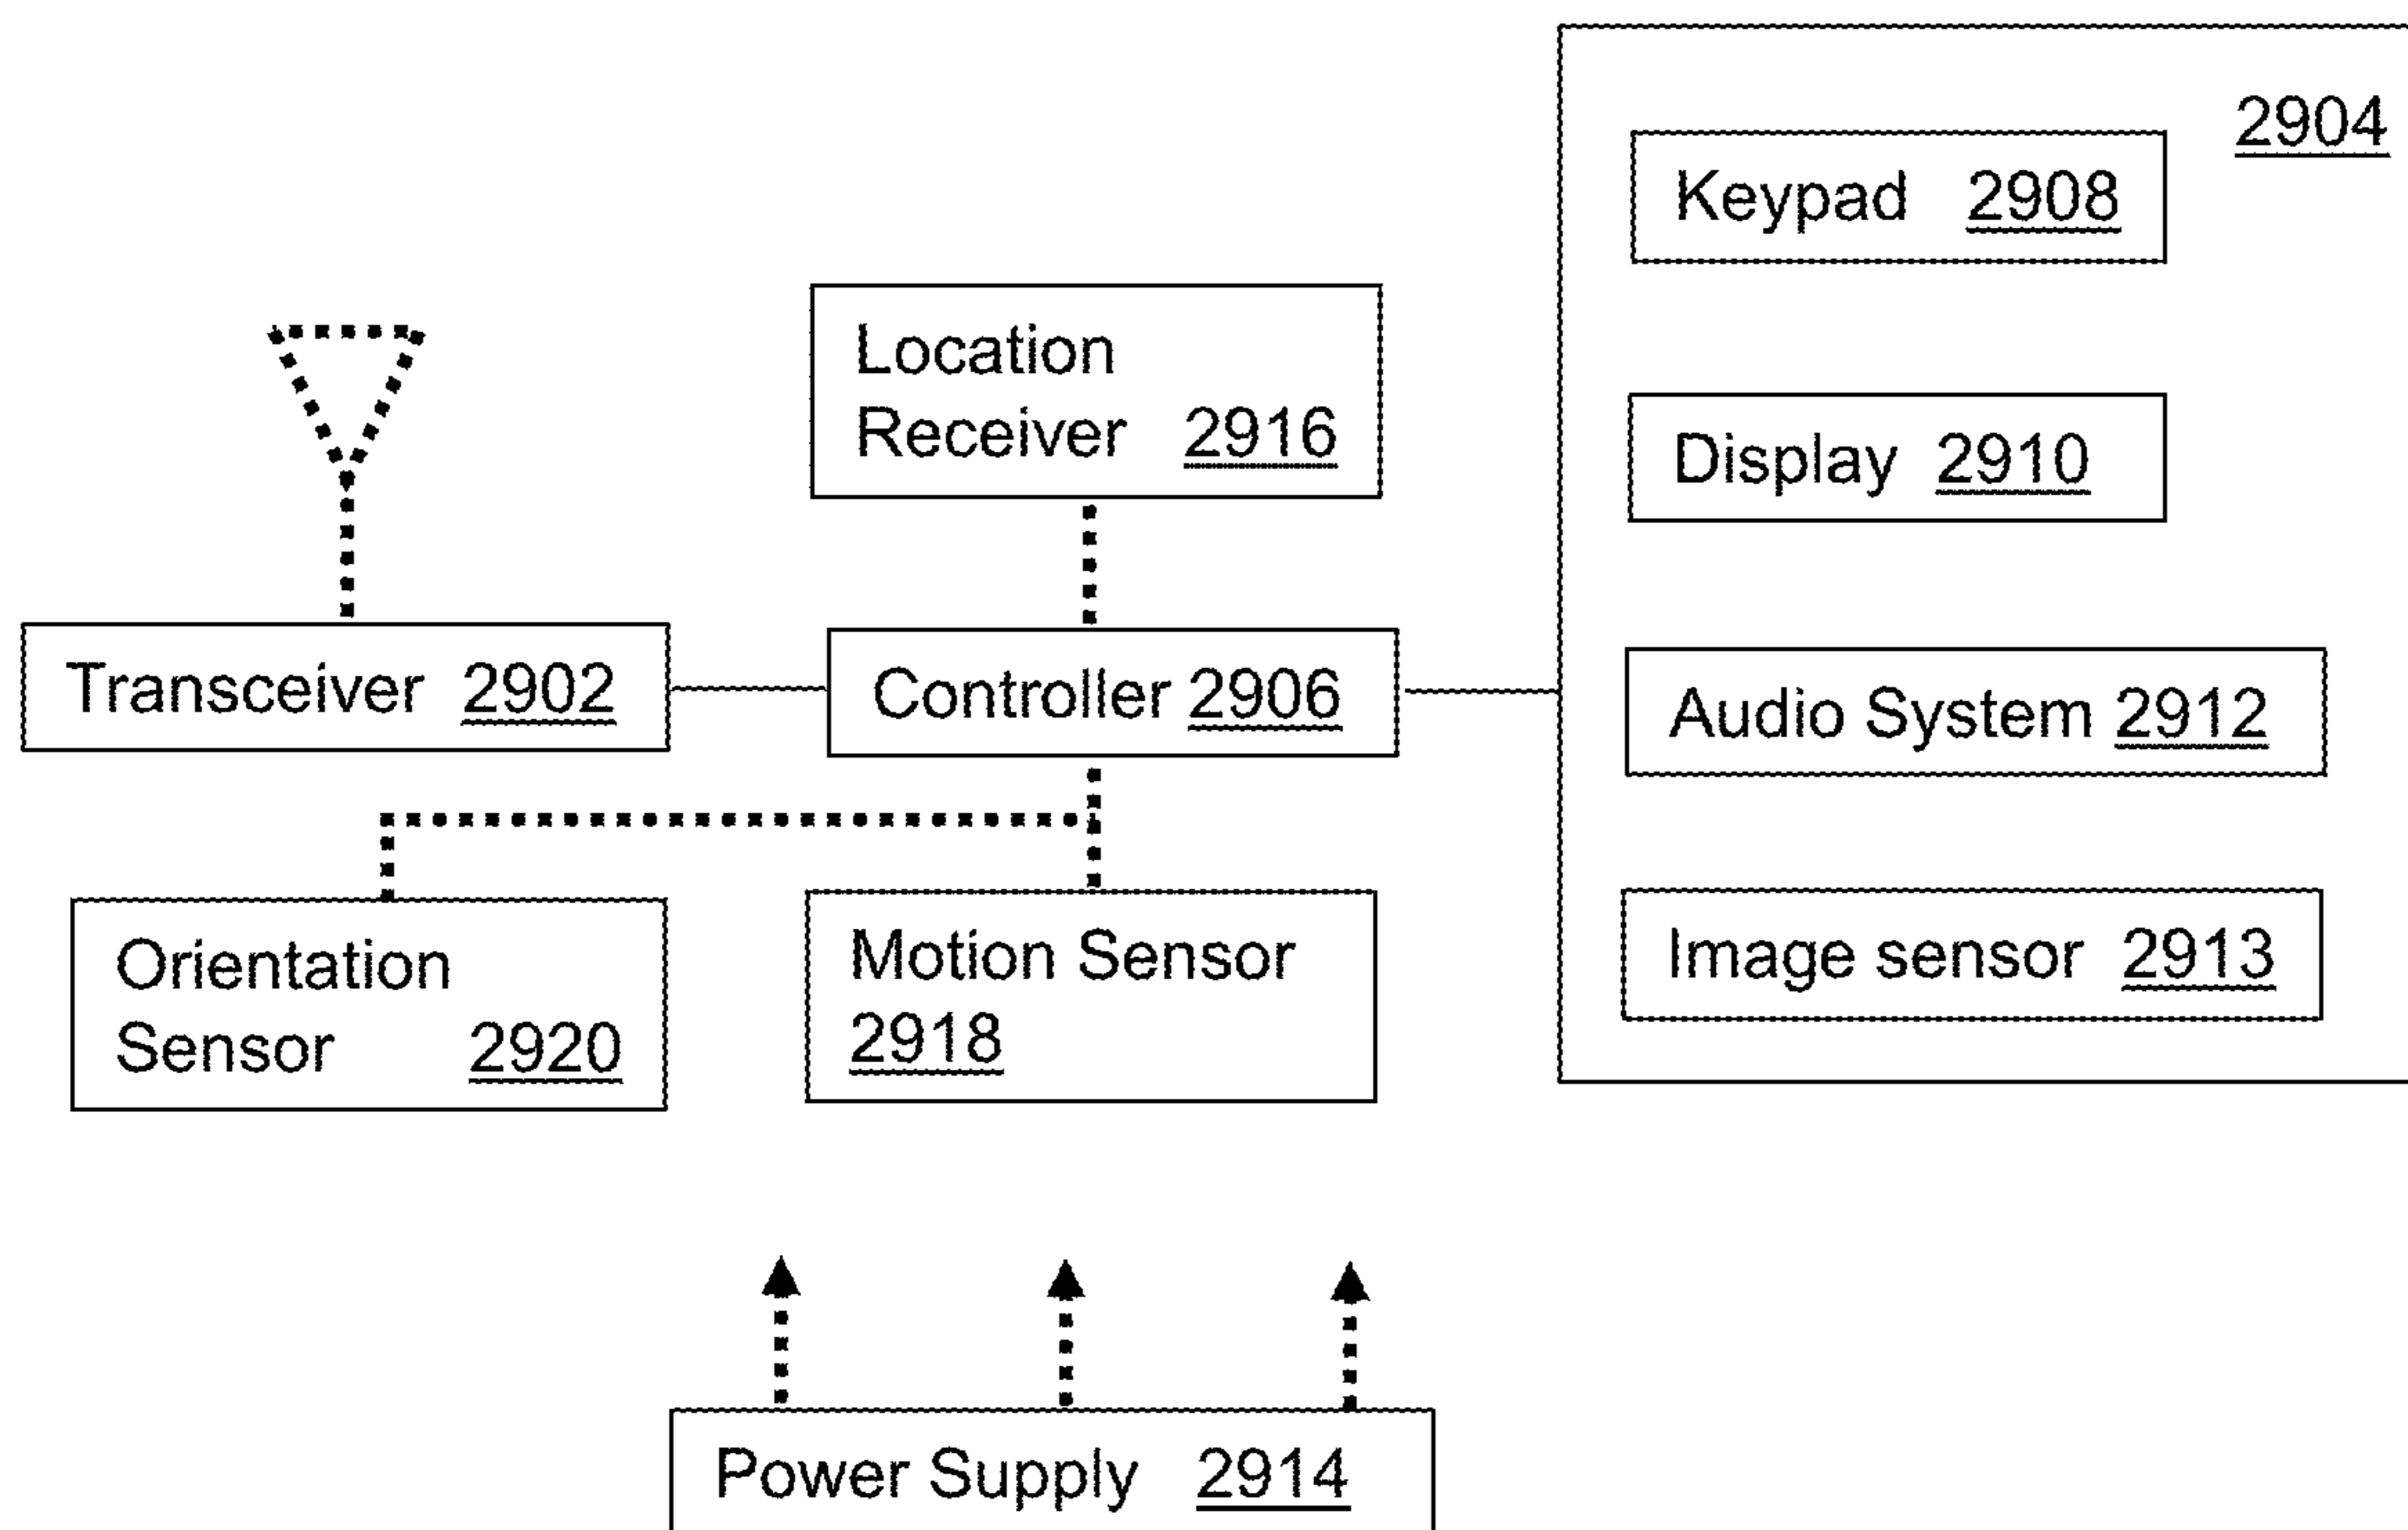 2904
Keypad 2908
Location
Receiver 2916
Display 2910
Transceiver 2902
Controller 2906
Audio System 2912
Orientation
Sensor 2920
Motion Sensor
2918
Image sensor 2913
Power Supply 2914